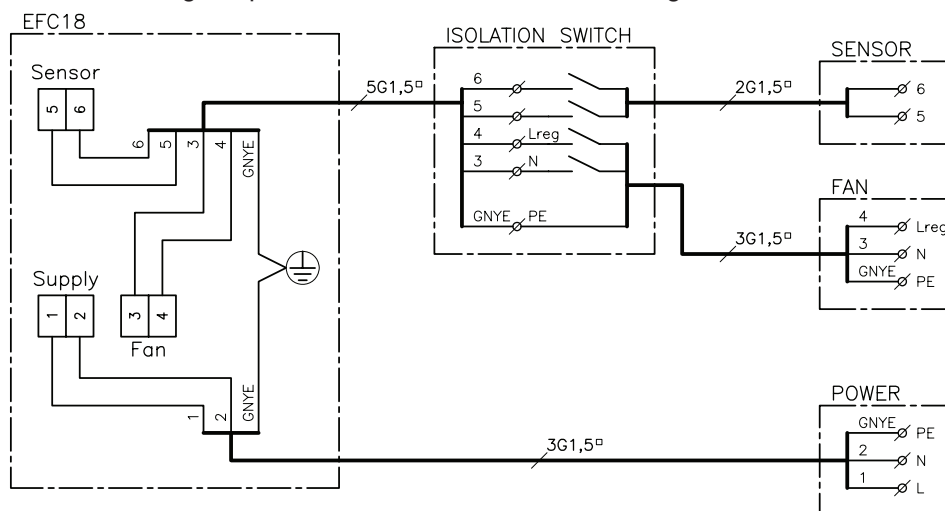 EFC18
Sensor
5 6
6 5 3 4 GNYE
Supply
1 2
3 4
Fan
1 2 GNYE
5G1,5▫
ISOLATION SWITCH
6
5
4 Lreg
3 N
GNYE PE
2G1,5▫
SENSOR
6
5
3G1,5▫
FAN
4 Lreg
3 N
GNYE PE
3G1,5▫
POWER
GNYE PE
2 N
1 L